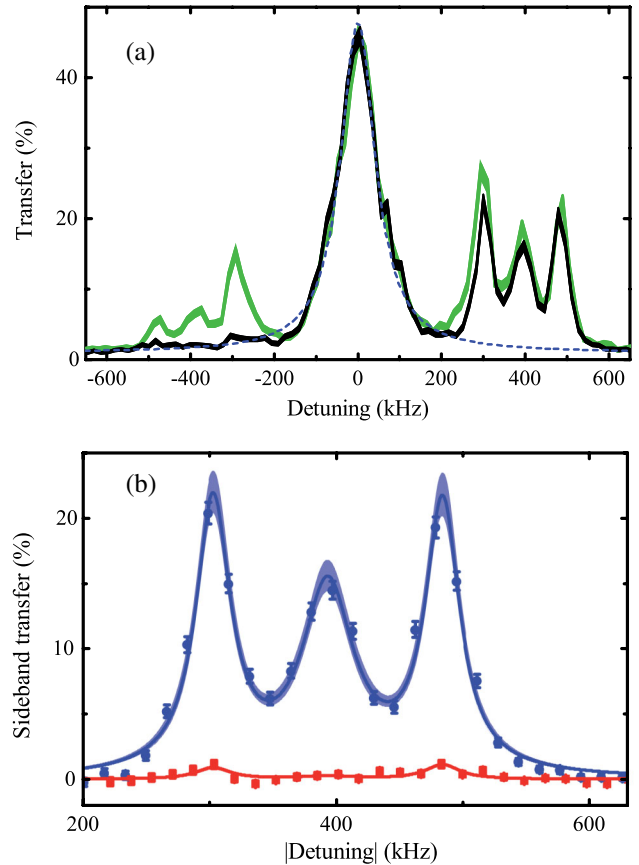 (a)
40
20
0
Transfer (%)
-600 -400 -200 0 200 400 600
Detuning (kHz)
(b)
20
10
0
Sideband transfer (%)
200 400 600
|Detuning| (kHz)